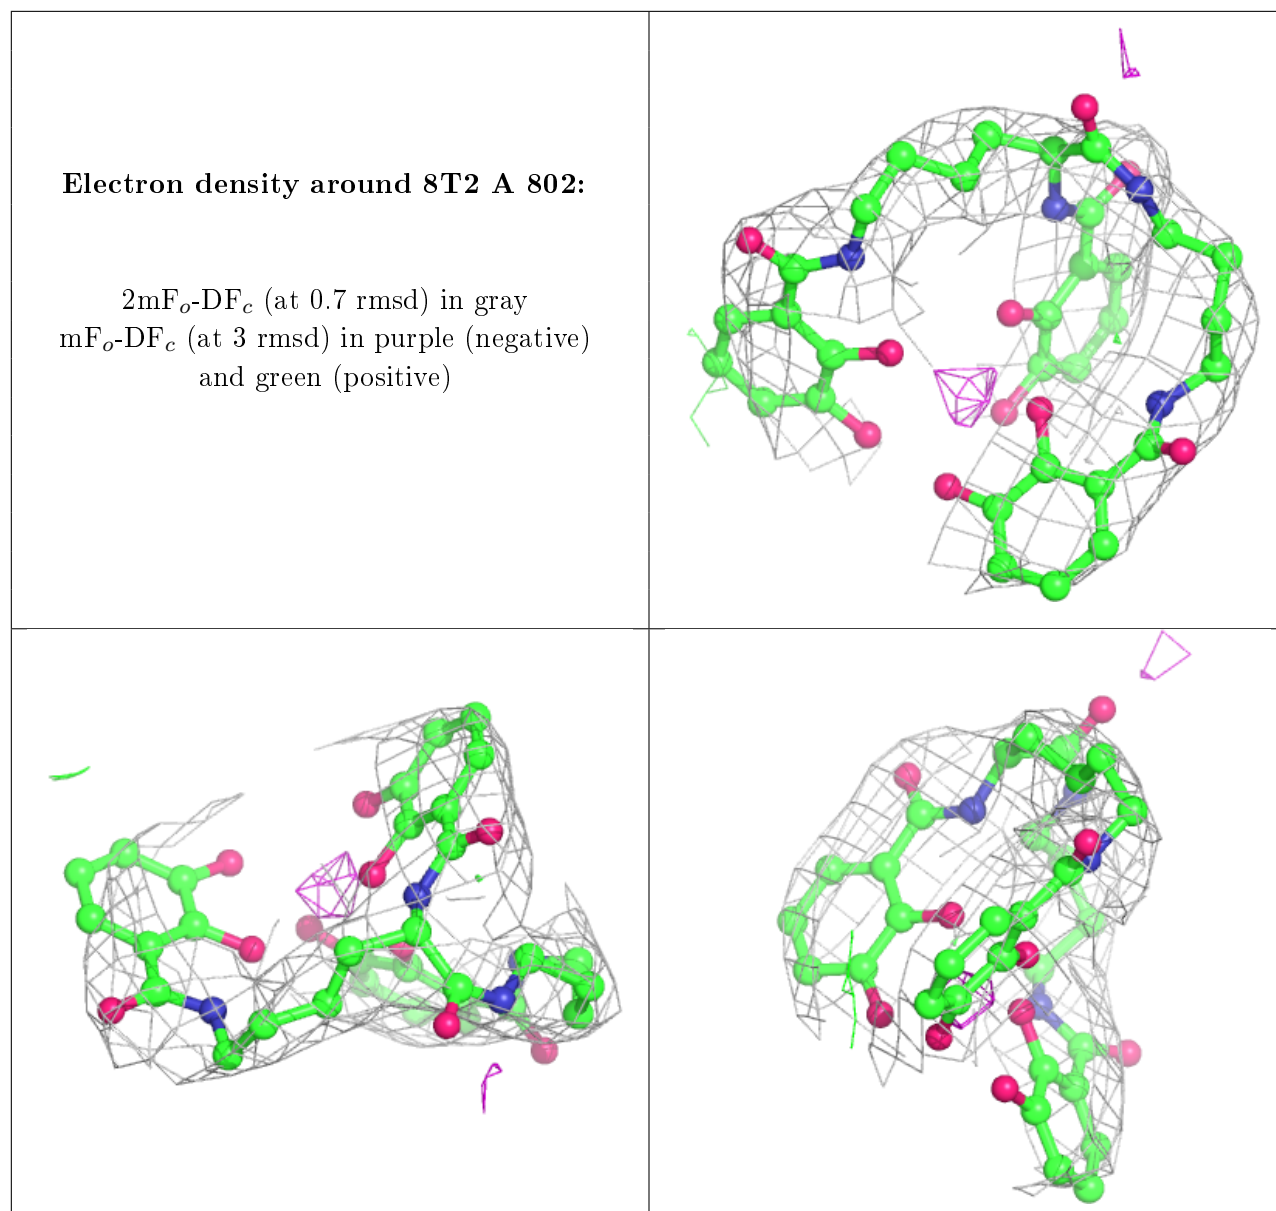 Electron density around 8T2 A 802:
2mFo-DFc (at 0.7 rmsd) in gray
mFo-DFc (at 3 rmsd) in purple (negative)
and green (positive)